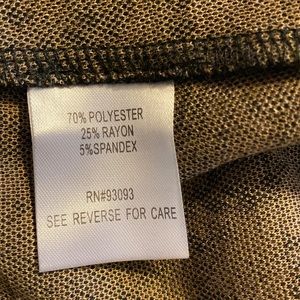 70% POLYESTER
25% RAYON
5%SPANDEX
RN#93093
SEE REVERSE FOR CARE